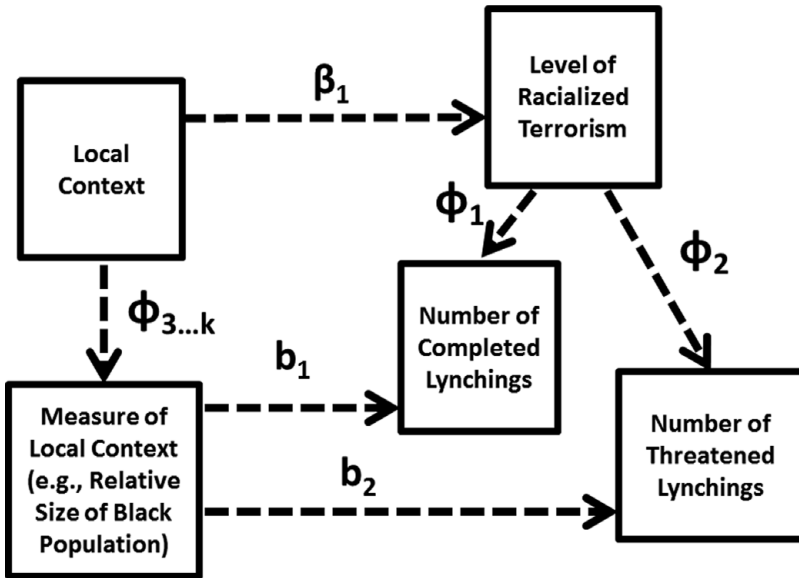 Level of
Racialized
Terrorism
β₁
Local
Context
ϕ₁
ϕ₂
ϕ₃...ₖ
Number of
Completed
Lynchings
b₁
Measure of
Local Context
(e.g., Relative
Size of Black
Population)
Number of
Threatened
Lynchings
b₂